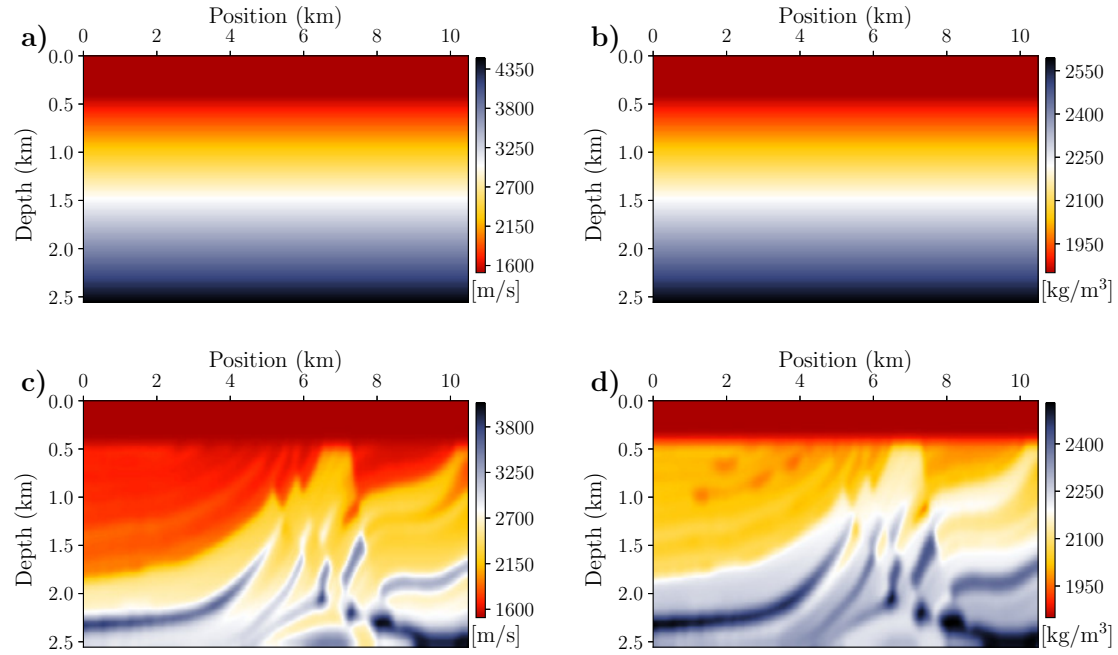 Position (km)
a)
0 2 4 6 8 10
0.0
0.5
1.0
1.5
2.0
2.5
Depth (km)
4350
3800
3250
2700
2150
1600
[m/s]
Position (km)
b)
0 2 4 6 8 10
0.0
0.5
1.0
1.5
2.0
2.5
Depth (km)
2550
2400
2250
2100
1950
[kg/m³]
Position (km)
c)
0 2 4 6 8 10
0.0
0.5
1.0
1.5
2.0
2.5
Depth (km)
3800
3250
2700
2150
1600
[m/s]
Position (km)
d)
0 2 4 6 8 10
0.0
0.5
1.0
1.5
2.0
2.5
Depth (km)
2400
2250
2100
1950
[kg/m³]